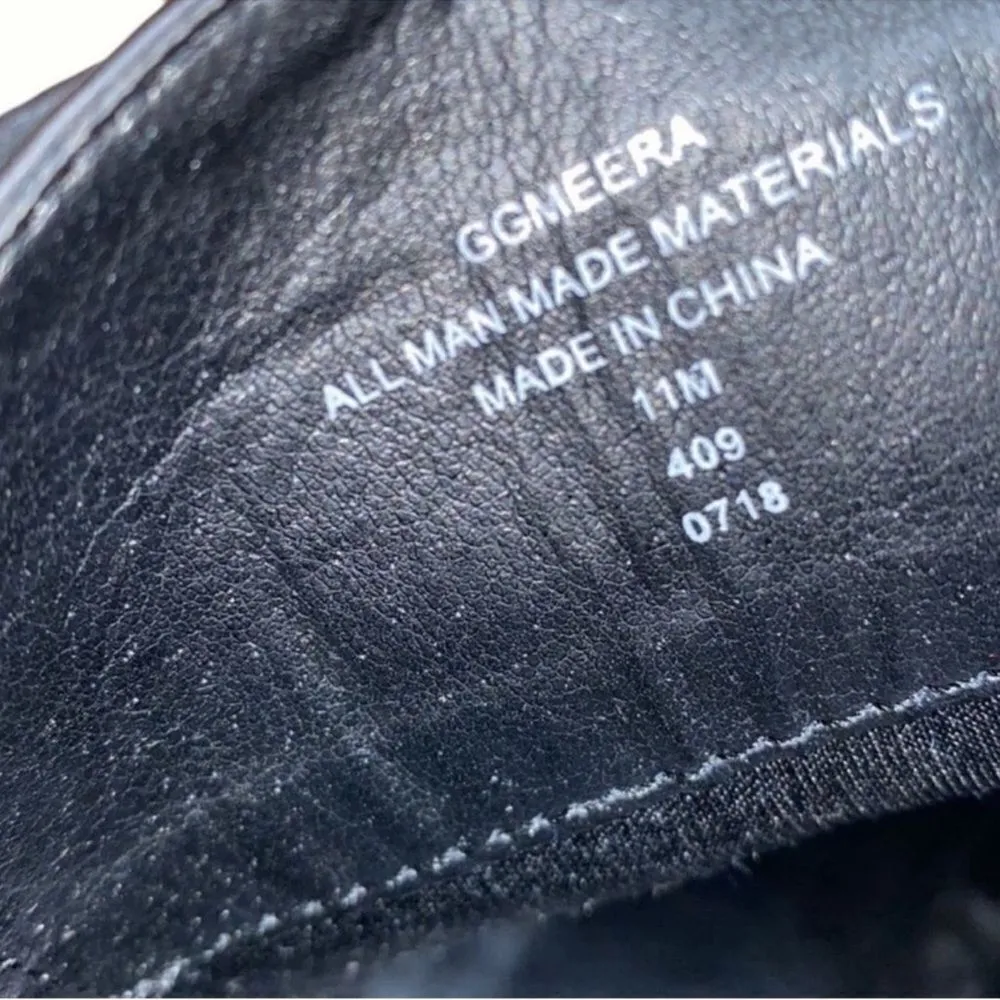 GGMEERA
ALL MAN MADE MATERIALS
MADE IN CHINA
11M
409
0718